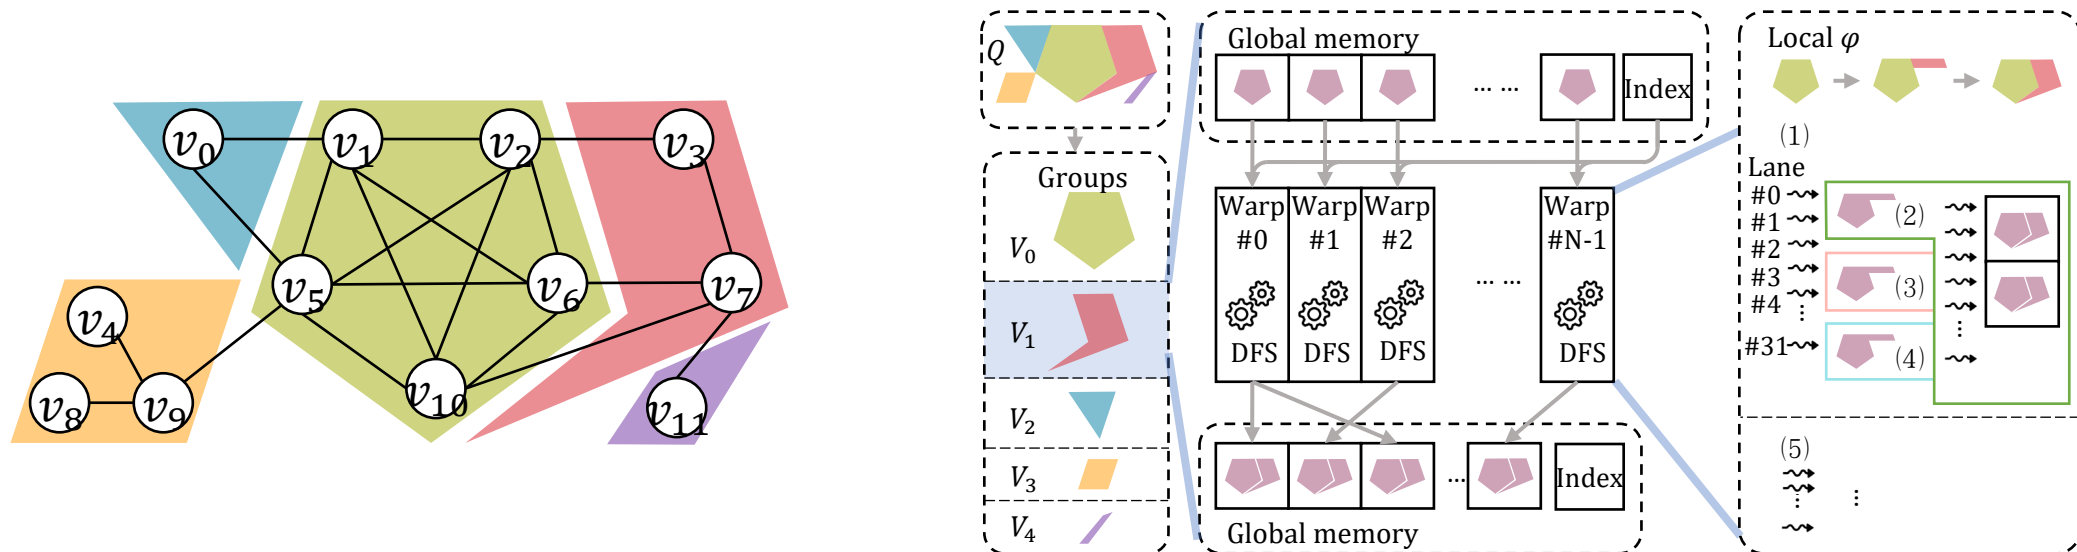 v0
v1
v2
v3
v5
v6
v7
v4
v8
v9
v10
v11
Q
Groups
V0
V1
V2
V3
V4
Global memory
... ...
Index
Warp #0
Warp #1
Warp #2
... ...
Warp #N-1
DFS
DFS
DFS
DFS
...
Index
Global memory
Local φ
(1)
Lane
#0
#1
#2
#3
#4
#31
(2)
(3)
(4)
(5)